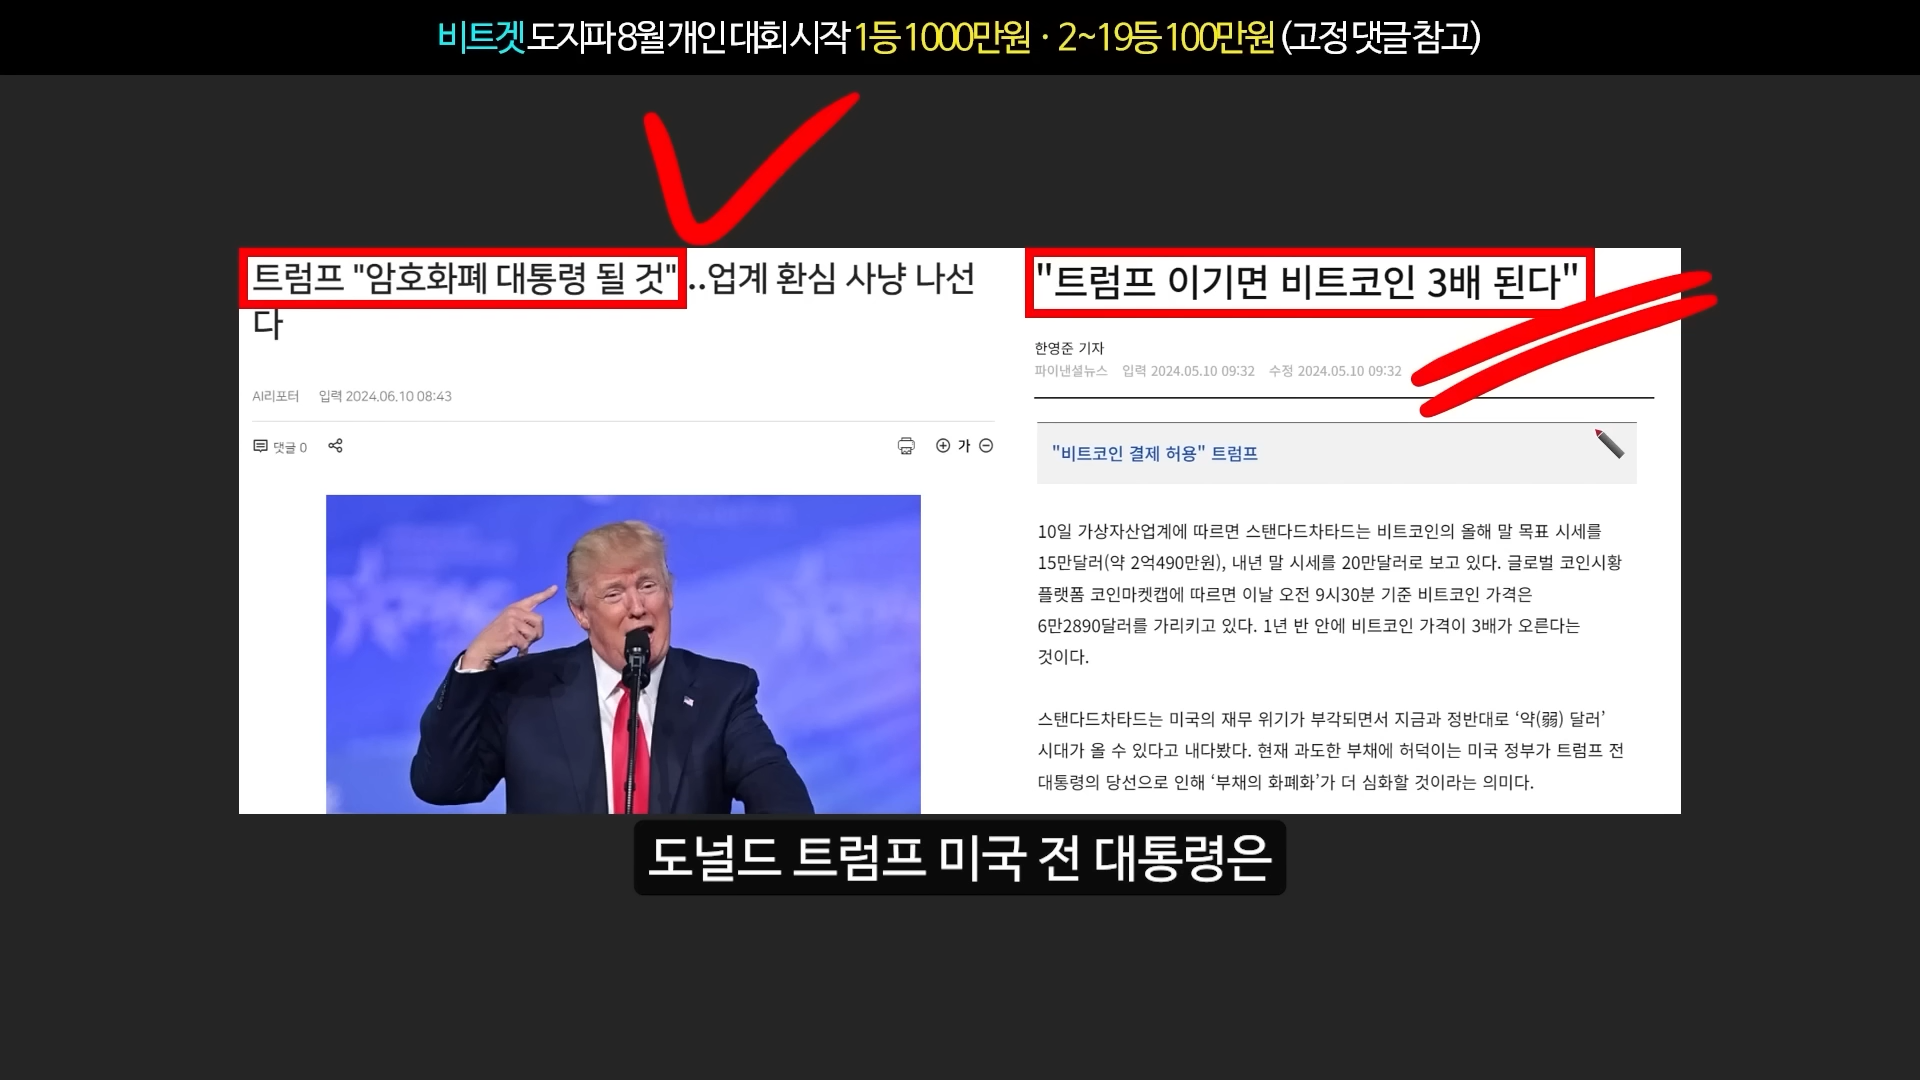 비트겟 도지파 8월 개인 대회 시작 1등 1000만원 · 2~19등 100만원 (고정 댓글 참고)
트럼프 "암호화폐 대통령 될 것"..업계 환심 사냥 나선
다
AI리포터 입력 2024.06.10 08:43
댓글 0
가
"트럼프 이기면 비트코인 3배 된다"
한영준 기자
파이낸셜뉴스 입력 2024.05.10 09:32 수정 2024.05.10 09:32
"비트코인 결제 허용" 트럼프
10일 가상자산업계에 따르면 스탠다드차타드는 비트코인의 올해 말 목표 시세를
15만달러(약 2억490만원), 내년 말 시세를 20만달러로 보고 있다. 글로벌 코인시황
플랫폼 코인마켓캡에 따르면 이날 오전 9시30분 기준 비트코인 가격은
6만2890달러를 가리키고 있다. 1년 반 안에 비트코인 가격이 3배가 오른다는
것이다.
스탠다드차타드는 미국의 재무 위기가 부각되면서 지금과 정반대로 ‘약(弱) 달러’
시대가 올 수 있다고 내다봤다. 현재 과도한 부채에 허덕이는 미국 정부가 트럼프 전
대통령의 당선으로 인해 ‘부채의 화폐화’가 더 심화할 것이라는 의미다.
도널드 트럼프 미국 전 대통령은